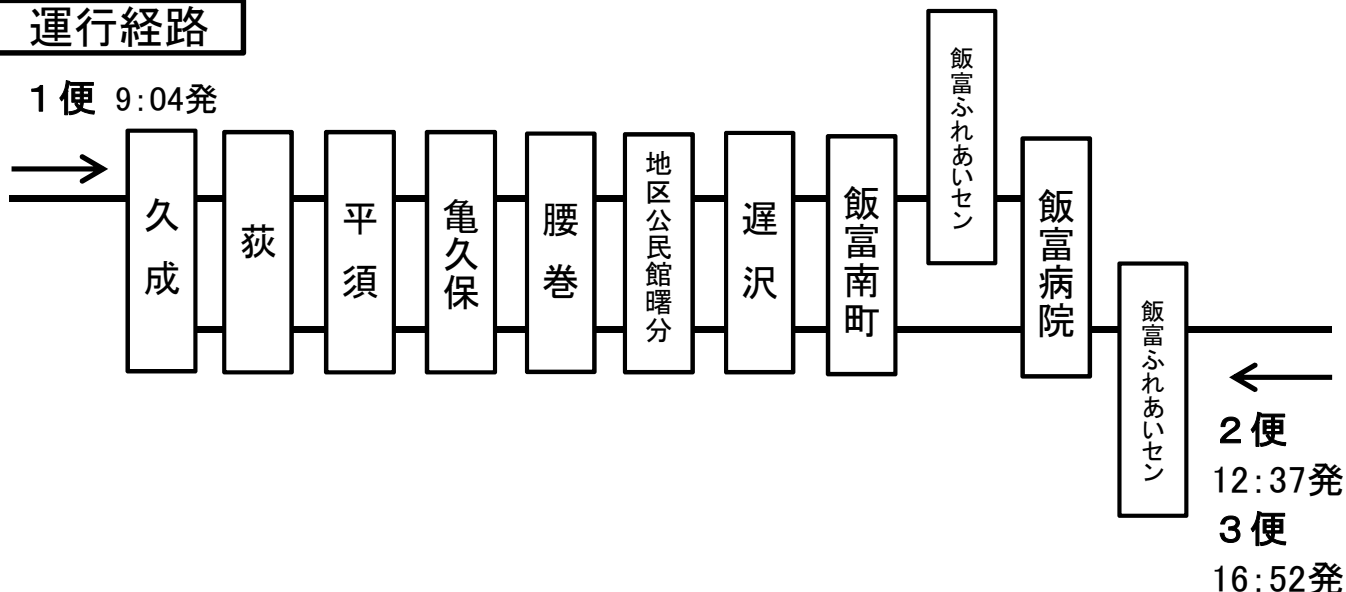 運行経路
1便 9:04発
久成
荻
平須
亀久保
腰巻
地区公民館曙分
遅沢
飯富南町
飯富ふれあいセン
飯富病院
飯富ふれあいセン
2便
12:37発
3便
16:52発